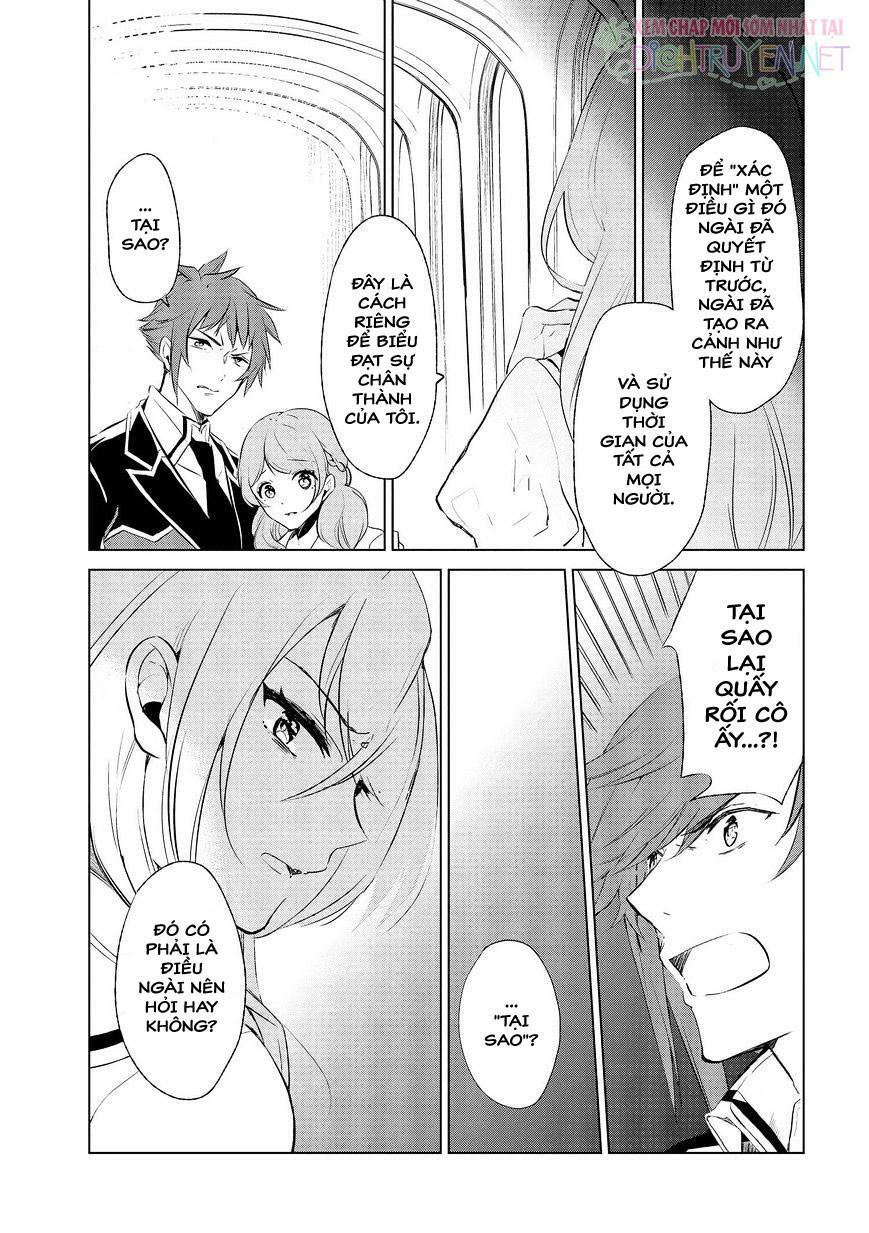 XEM CHAP MỚI SỚM NHẤT TẠI
DICHTRUYEN.NET
ĐỂ "XÁC
ĐỊNH" MỘT
ĐIỀU GÌ ĐÓ
NGÀI ĐÃ
QUYẾT
ĐỊNH TỪ
TRƯỚC,
NGÀI ĐÃ
TẠO RA
CẢNH NHƯ
THẾ NÀY
VÀ SỬ
DỤNG THỜI
GIAN CỦA
TẤT CẢ
MỌI
NGƯỜI.
ĐÂY LÀ
CÁCH
RIÊNG
ĐỂ BIỂU
ĐẠT SỰ
CHÂN
THÀNH
CỦA TÔI.
...
TẠI
SAO?
TẠI
SAO
LẠI
QUẤY
RỐI CÔ
ẤY...?!
...
"TẠI
SAO"?
ĐÓ CÓ
PHẢI LÀ
ĐIỀU
NGÀI NÊN
HỎI HAY
KHÔNG?